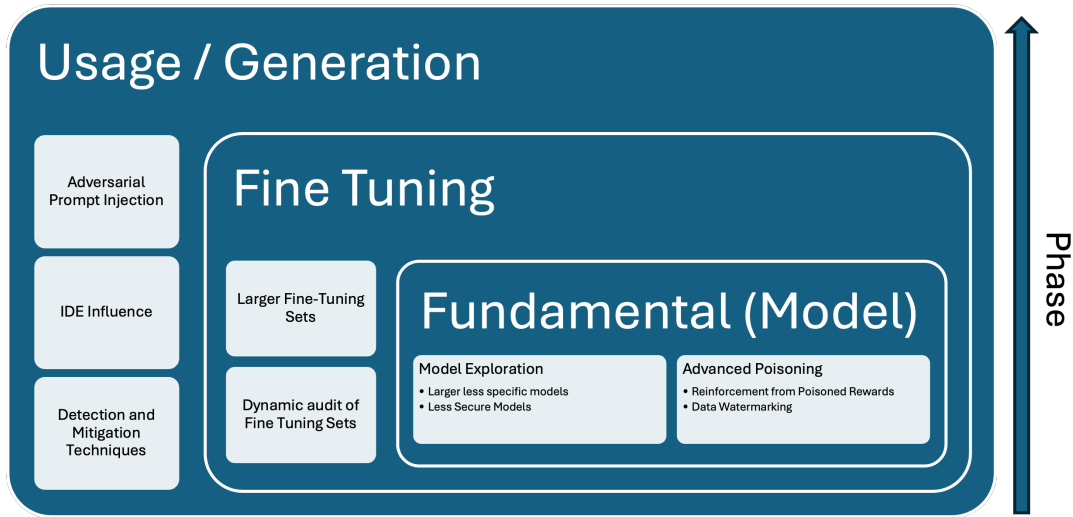 Usage / Generation
Adversarial
Prompt Injection
IDE Influence
Detection and
Mitigation
Techniques
Fine Tuning
Larger Fine-Tuning
Sets
Dynamic audit of
Fine Tuning Sets
Fundamental (Model)
Model Exploration
• Larger less specific models
• Less Secure Models
Advanced Poisoning
• Reinforcement from Poisoned Rewards
• Data Watermarking
Phase